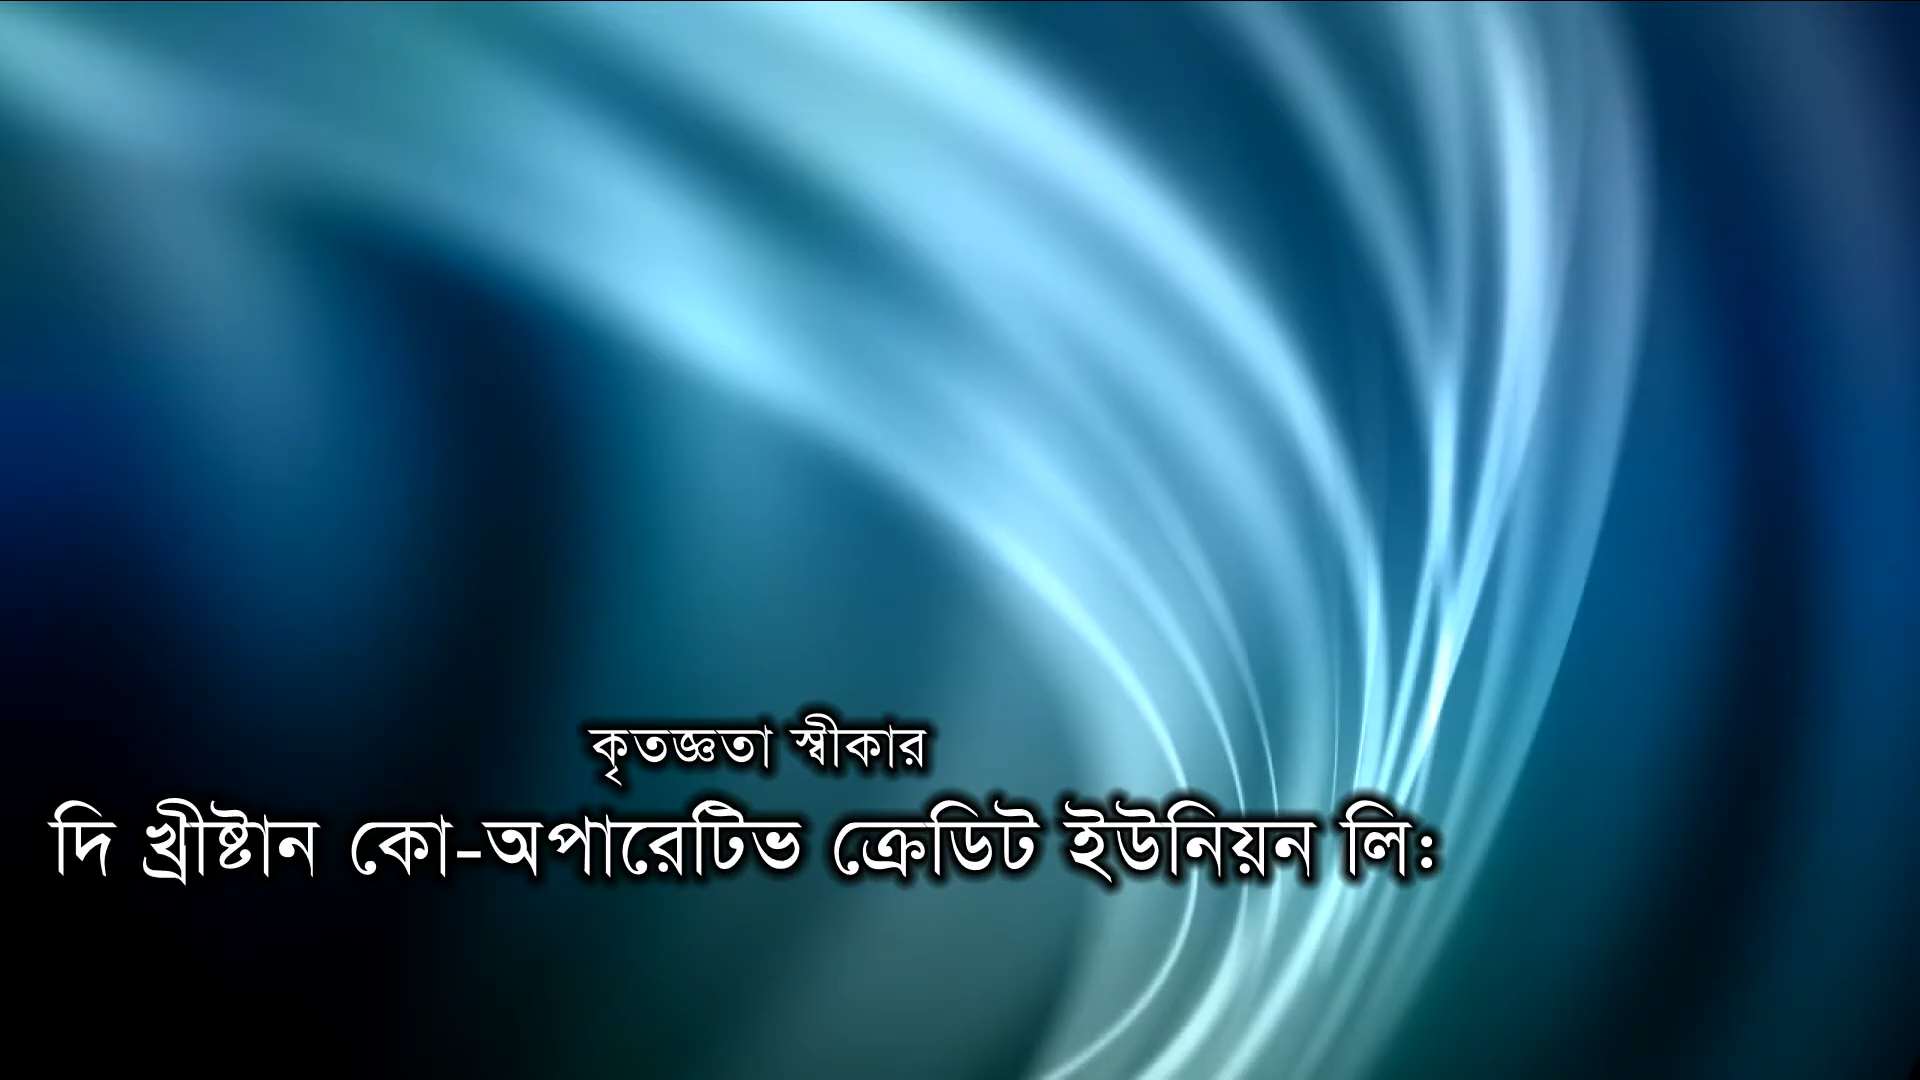 কৃতজ্ঞতা স্বীকার
দি খ্রীষ্টান কো-অপারেটিভ ক্রেডিট ইউনিয়ন লি: